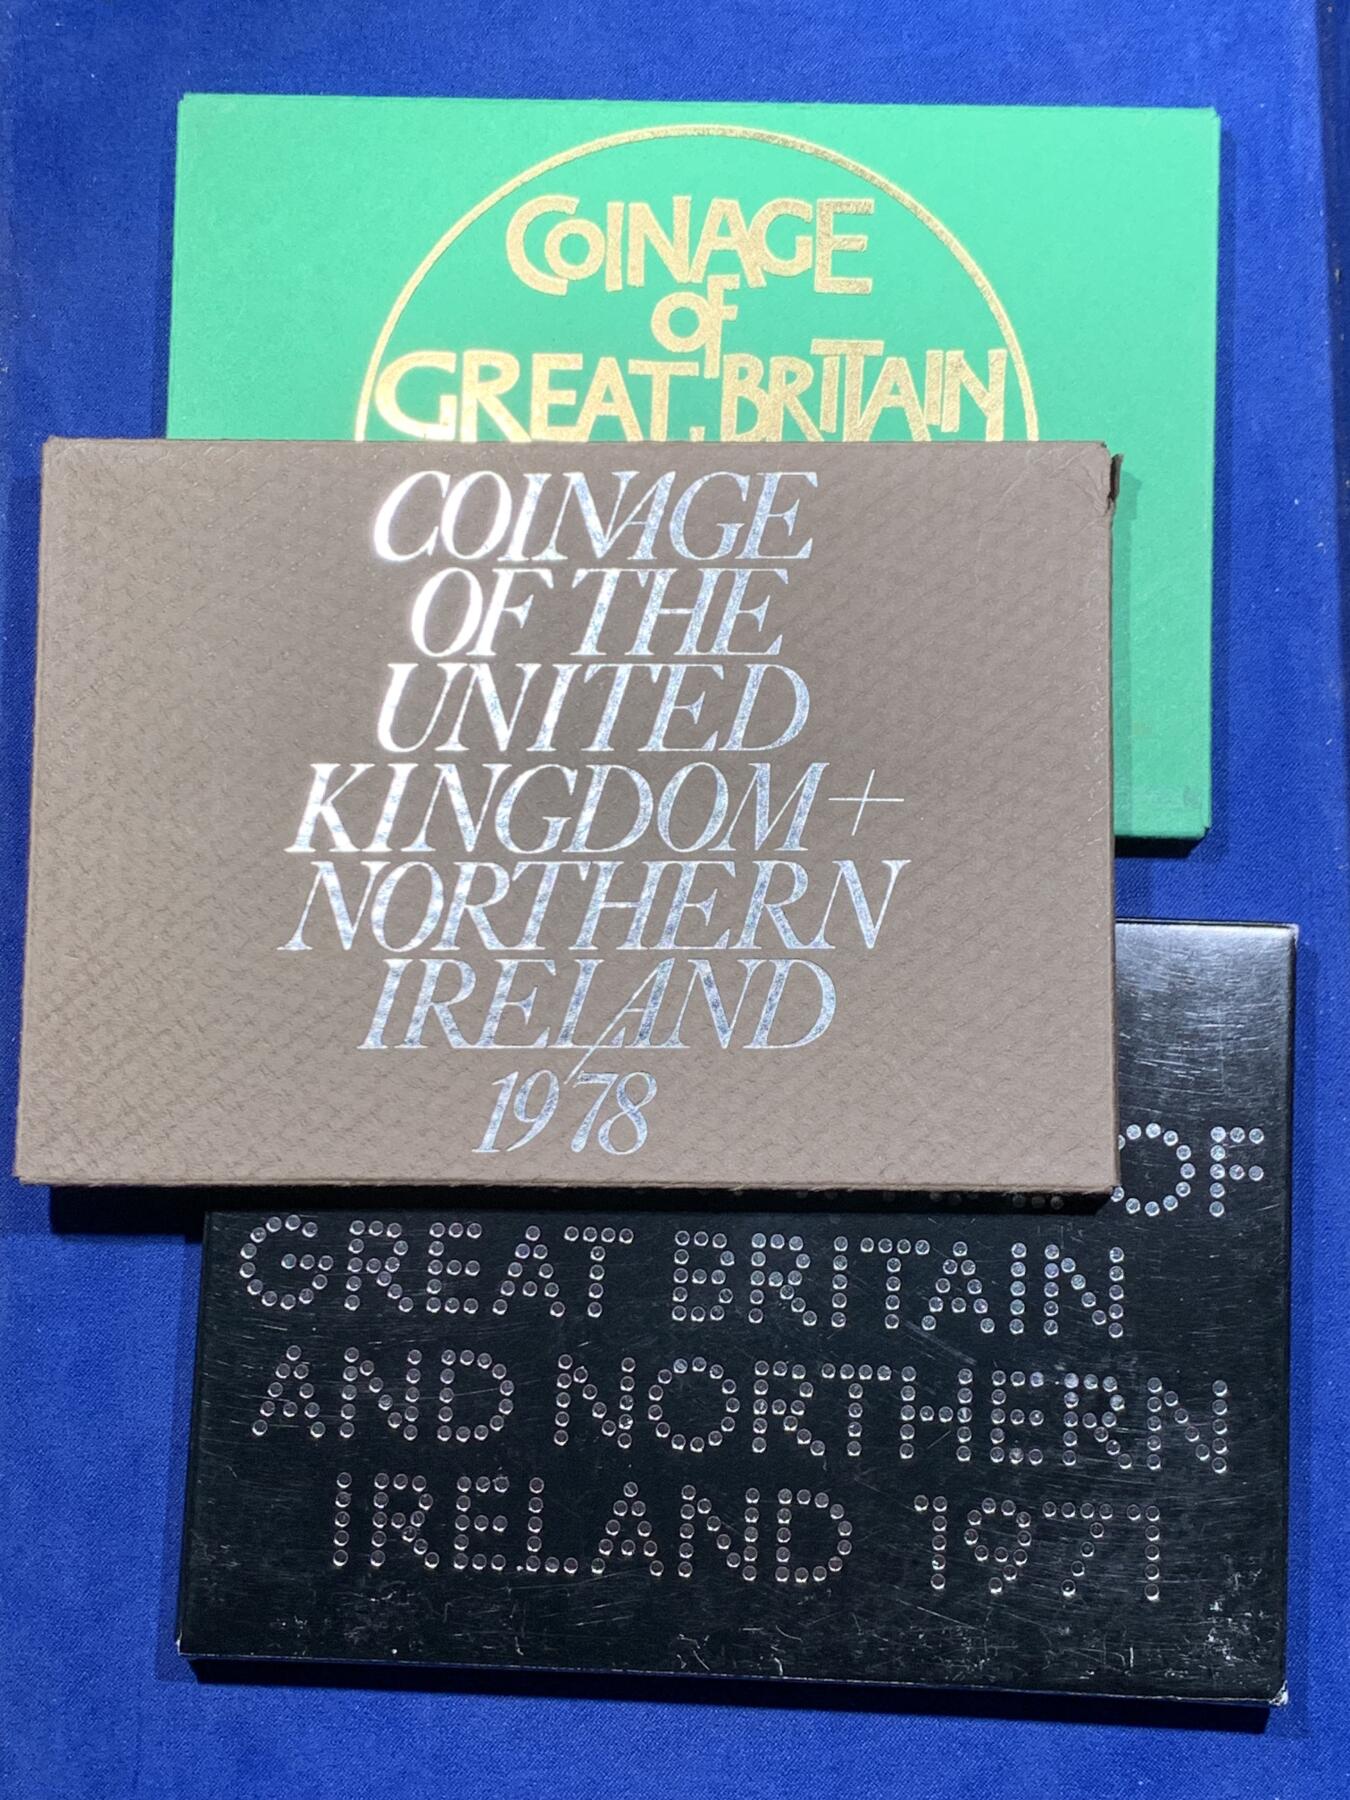 COINAGE
OF
GREAT BRITAIN
COINAGE
OF THE
UNITED
KINGDOM +
NORTHERN
IRELAND
1978
OF
GREAT BRITAIN
AND NORTHERN
IRELAND 1971